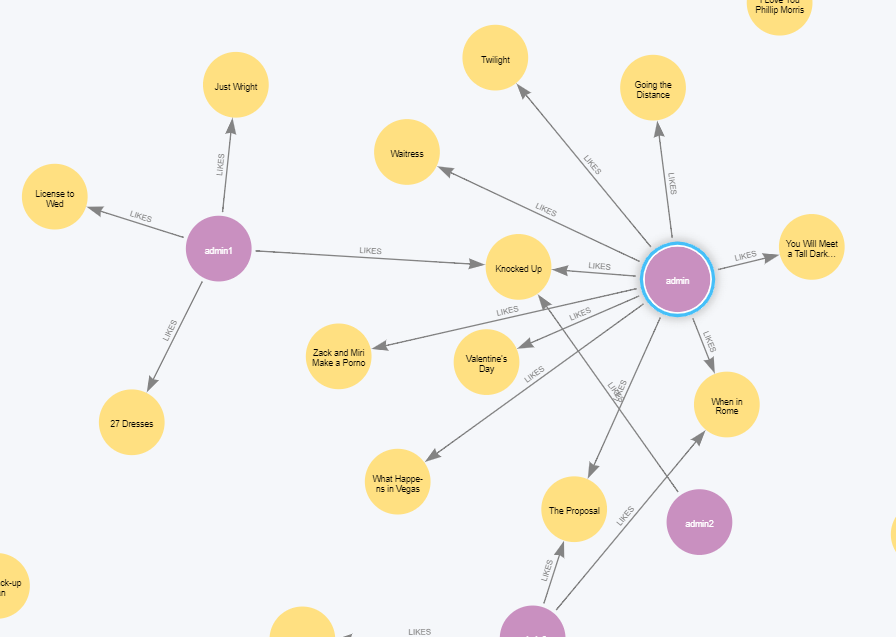 I Love You
Phillip Morris
Twilight
Just Wright
Going the
Distance
Waitress
LIKES
LIKES
LIKES
License to
Wed
LIKES
LIKES
LIKES
admin1
LIKES
You Will Meet
a Tall Dark...
LIKES
Knocked Up
LIKES
admin
LIKES
LIKES
LIKES
LIKES
Zack and Miri
Make a Porno
Valentine's
Day
LIKES
LIKES
LIKES
When in
Rome
27 Dresses
What Happe-
ns in Vegas
The Proposal
LIKES
admin2
LIKES
ck-up
n
LIKES